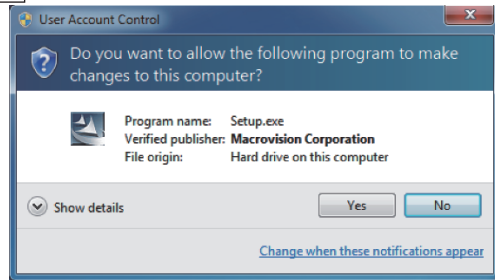 User Account Control
Do you want to allow the following program to make
changes to this computer?
Program name: Setup.exe
Verified publisher: Macrovision Corporation
File origin: Hard drive on this computer
Show details
Yes
No
Change when these notifications appear